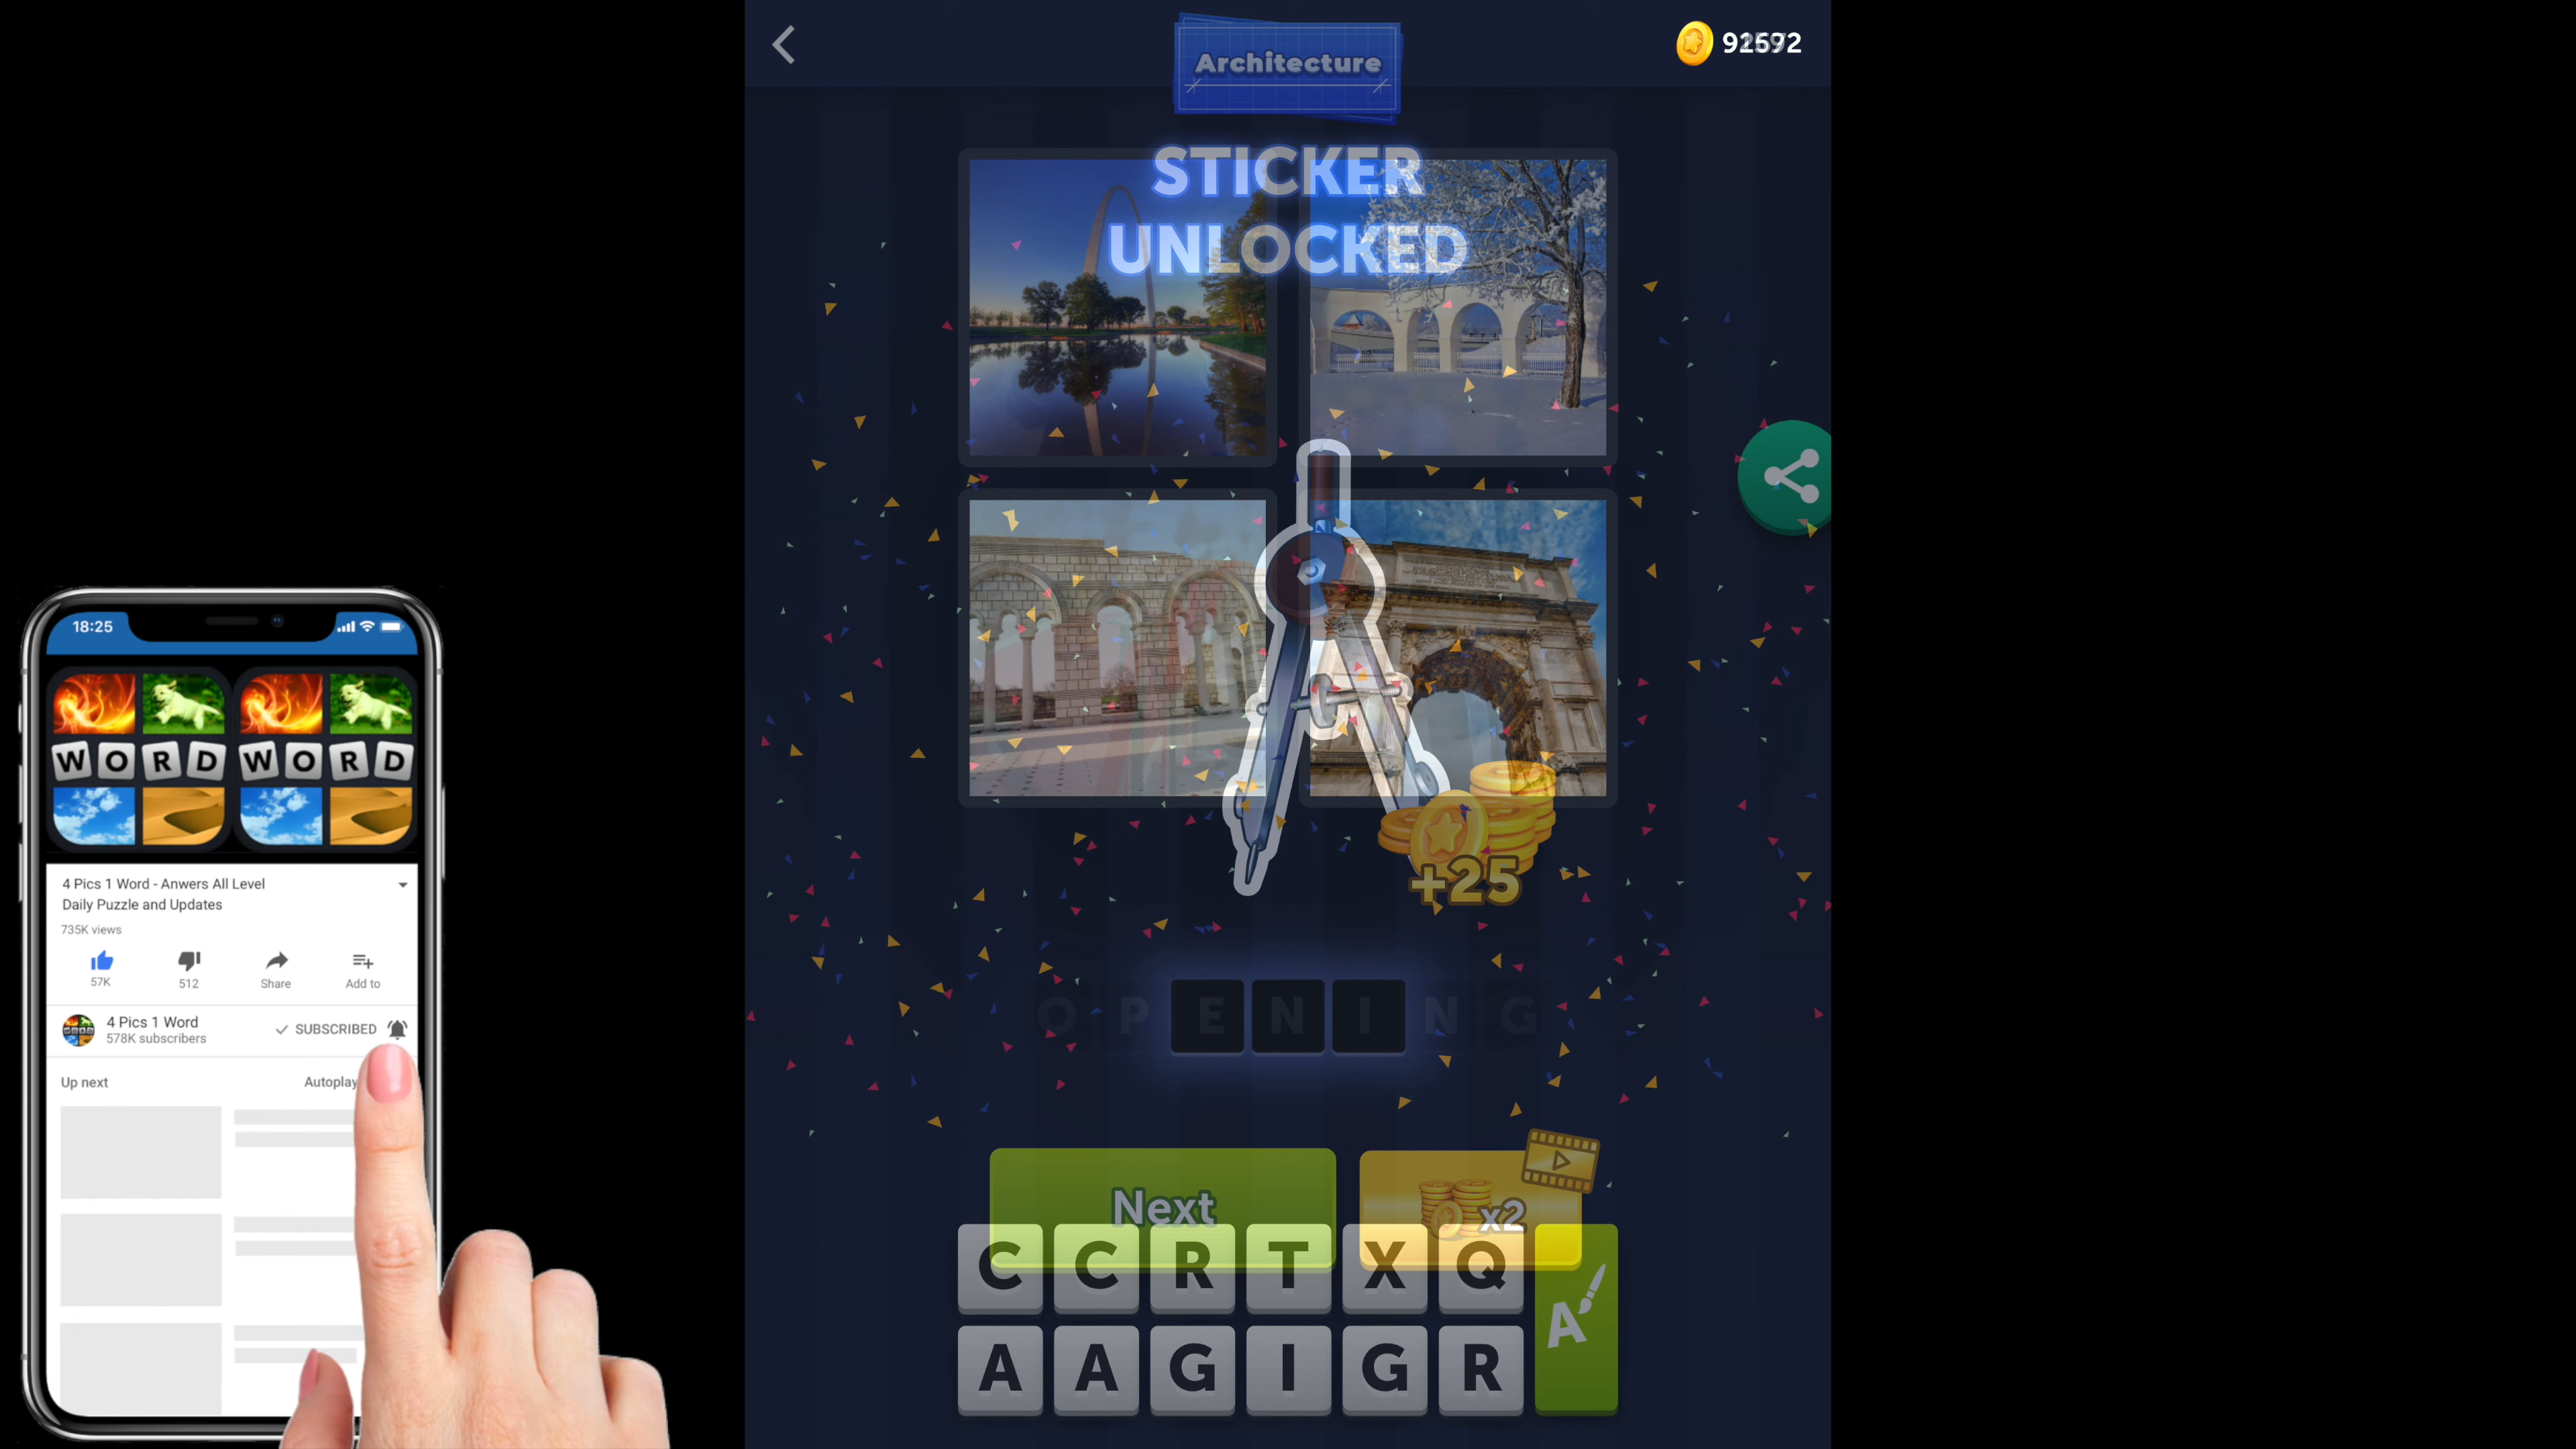 Architecture
STICKER
UNLOCKED
18:25
WORD WORD
4 Pics 1 Word - Anwers All Level
Daily Puzzle and Updates
735K views
57K 512 Share Add to
4 Pics 1 Word
578K subscribers
SUBSCRIBED
Up next Autoplay
+25
OPENING
Next
x2
C C R T X Q
A A G I G R
A